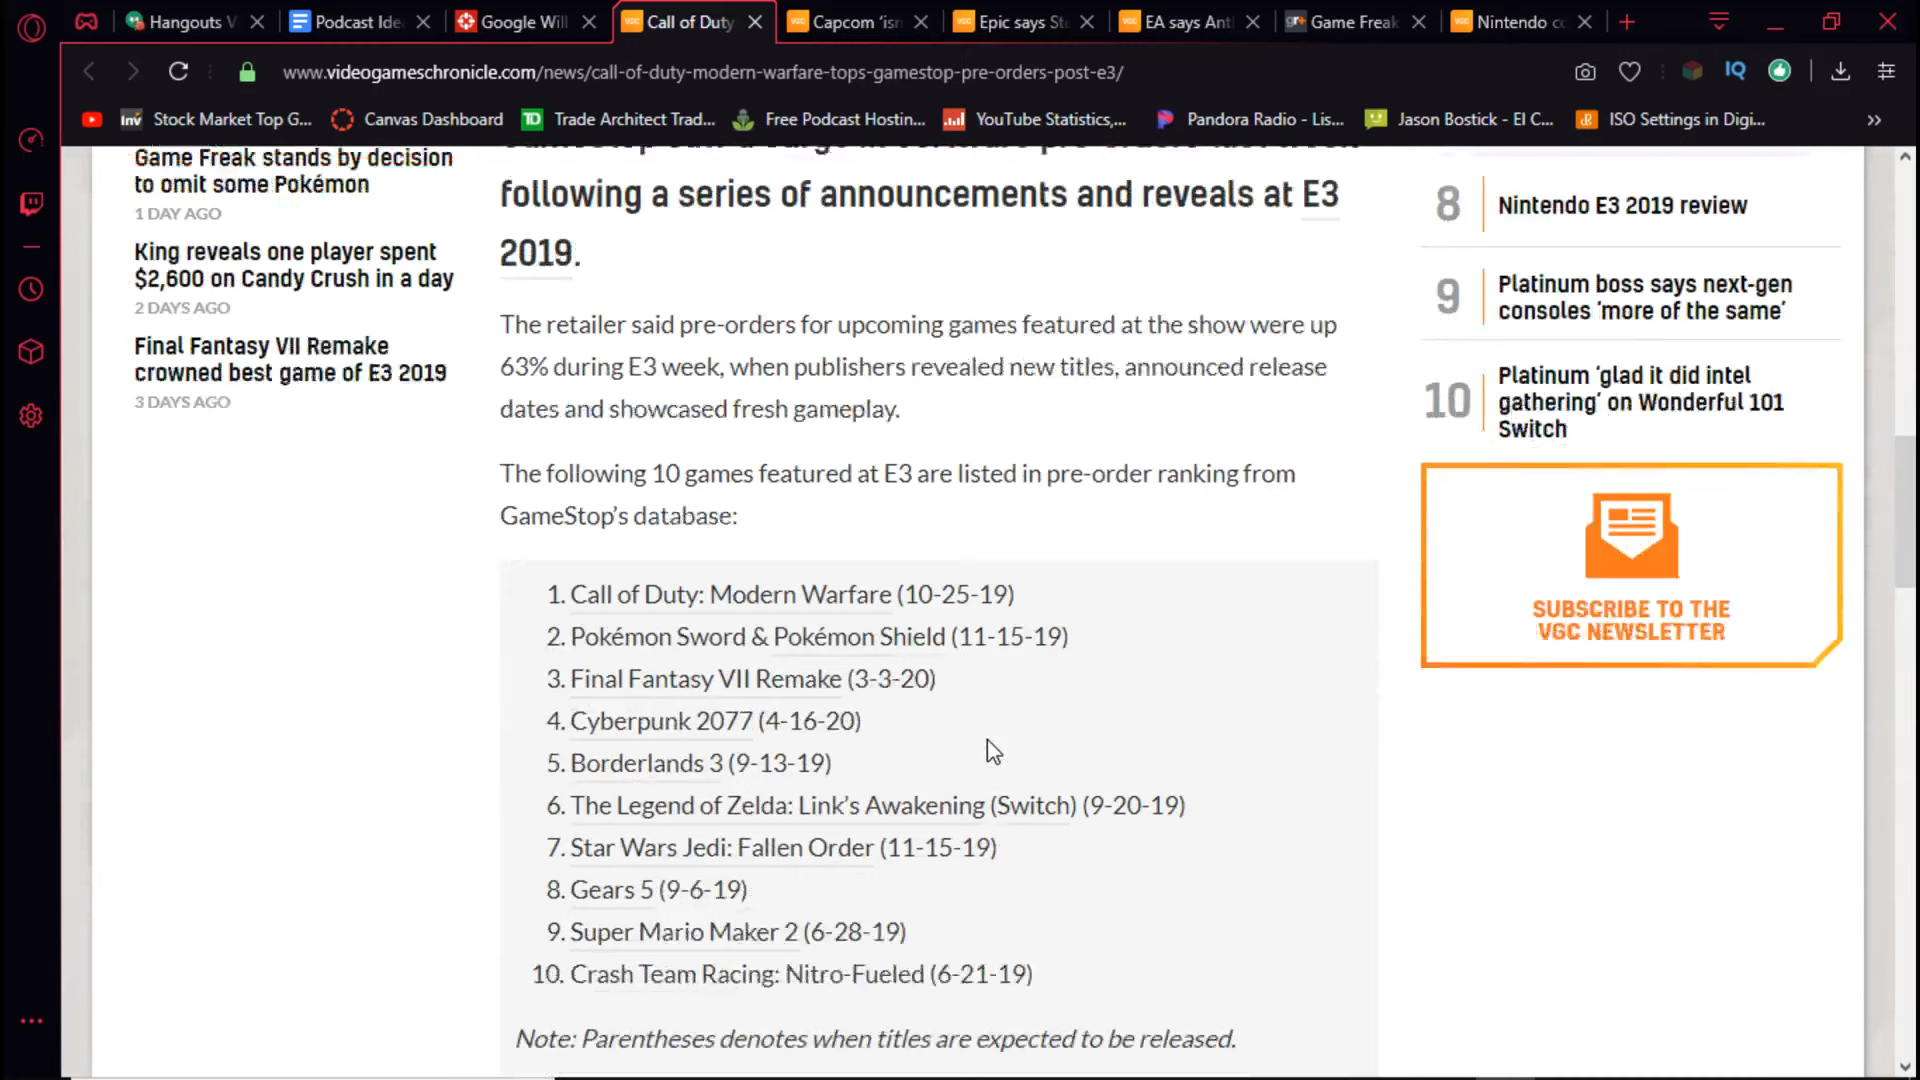 Hangouts V
Podcast Ide
Google Will
Call of Duty
Capcom 'isn
Epic says St
EA says Ant
Game Freak
Nintendo co
www.videogameschronicle.com/news/call-of-duty-modern-warfare-tops-gamestop-pre-orders-post-e3/
IQ
Inv Stock Market Top G...
Canvas Dashboard
TD Trade Architect Trad...
Free Podcast Hostin...
YouTube Statistics,...
Pandora Radio - Lis...
Jason Bostick - El C...
ISO Settings in Digi...
Game Freak stands by decision
to omit some Pokémon
1 DAY AGO
King reveals one player spent
$2,600 on Candy Crush in a day
2 DAYS AGO
Final Fantasy VII Remake
crowned best game of E3 2019
3 DAYS AGO
following a series of announcements and reveals at E3
2019.
The retailer said pre-orders for upcoming games featured at the show were up
63% during E3 week, when publishers revealed new titles, announced release
dates and showcased fresh gameplay.
The following 10 games featured at E3 are listed in pre-order ranking from
GameStop's database:
1. Call of Duty: Modern Warfare (10-25-19)
2. Pokémon Sword & Pokémon Shield (11-15-19)
3. Final Fantasy VII Remake (3-3-20)
4. Cyberpunk 2077 (4-16-20)
5. Borderlands 3 (9-13-19)
6. The Legend of Zelda: Link's Awakening (Switch) (9-20-19)
7. Star Wars Jedi: Fallen Order (11-15-19)
8. Gears 5 (9-6-19)
9. Super Mario Maker 2 (6-28-19)
10. Crash Team Racing: Nitro-Fueled (6-21-19)
Note: Parentheses denotes when titles are expected to be released.
8 Nintendo E3 2019 review
9 Platinum boss says next-gen
consoles 'more of the same'
10 Platinum 'glad it did intel
gathering' on Wonderful 101
Switch
SUBSCRIBE TO THE
VGC NEWSLETTER